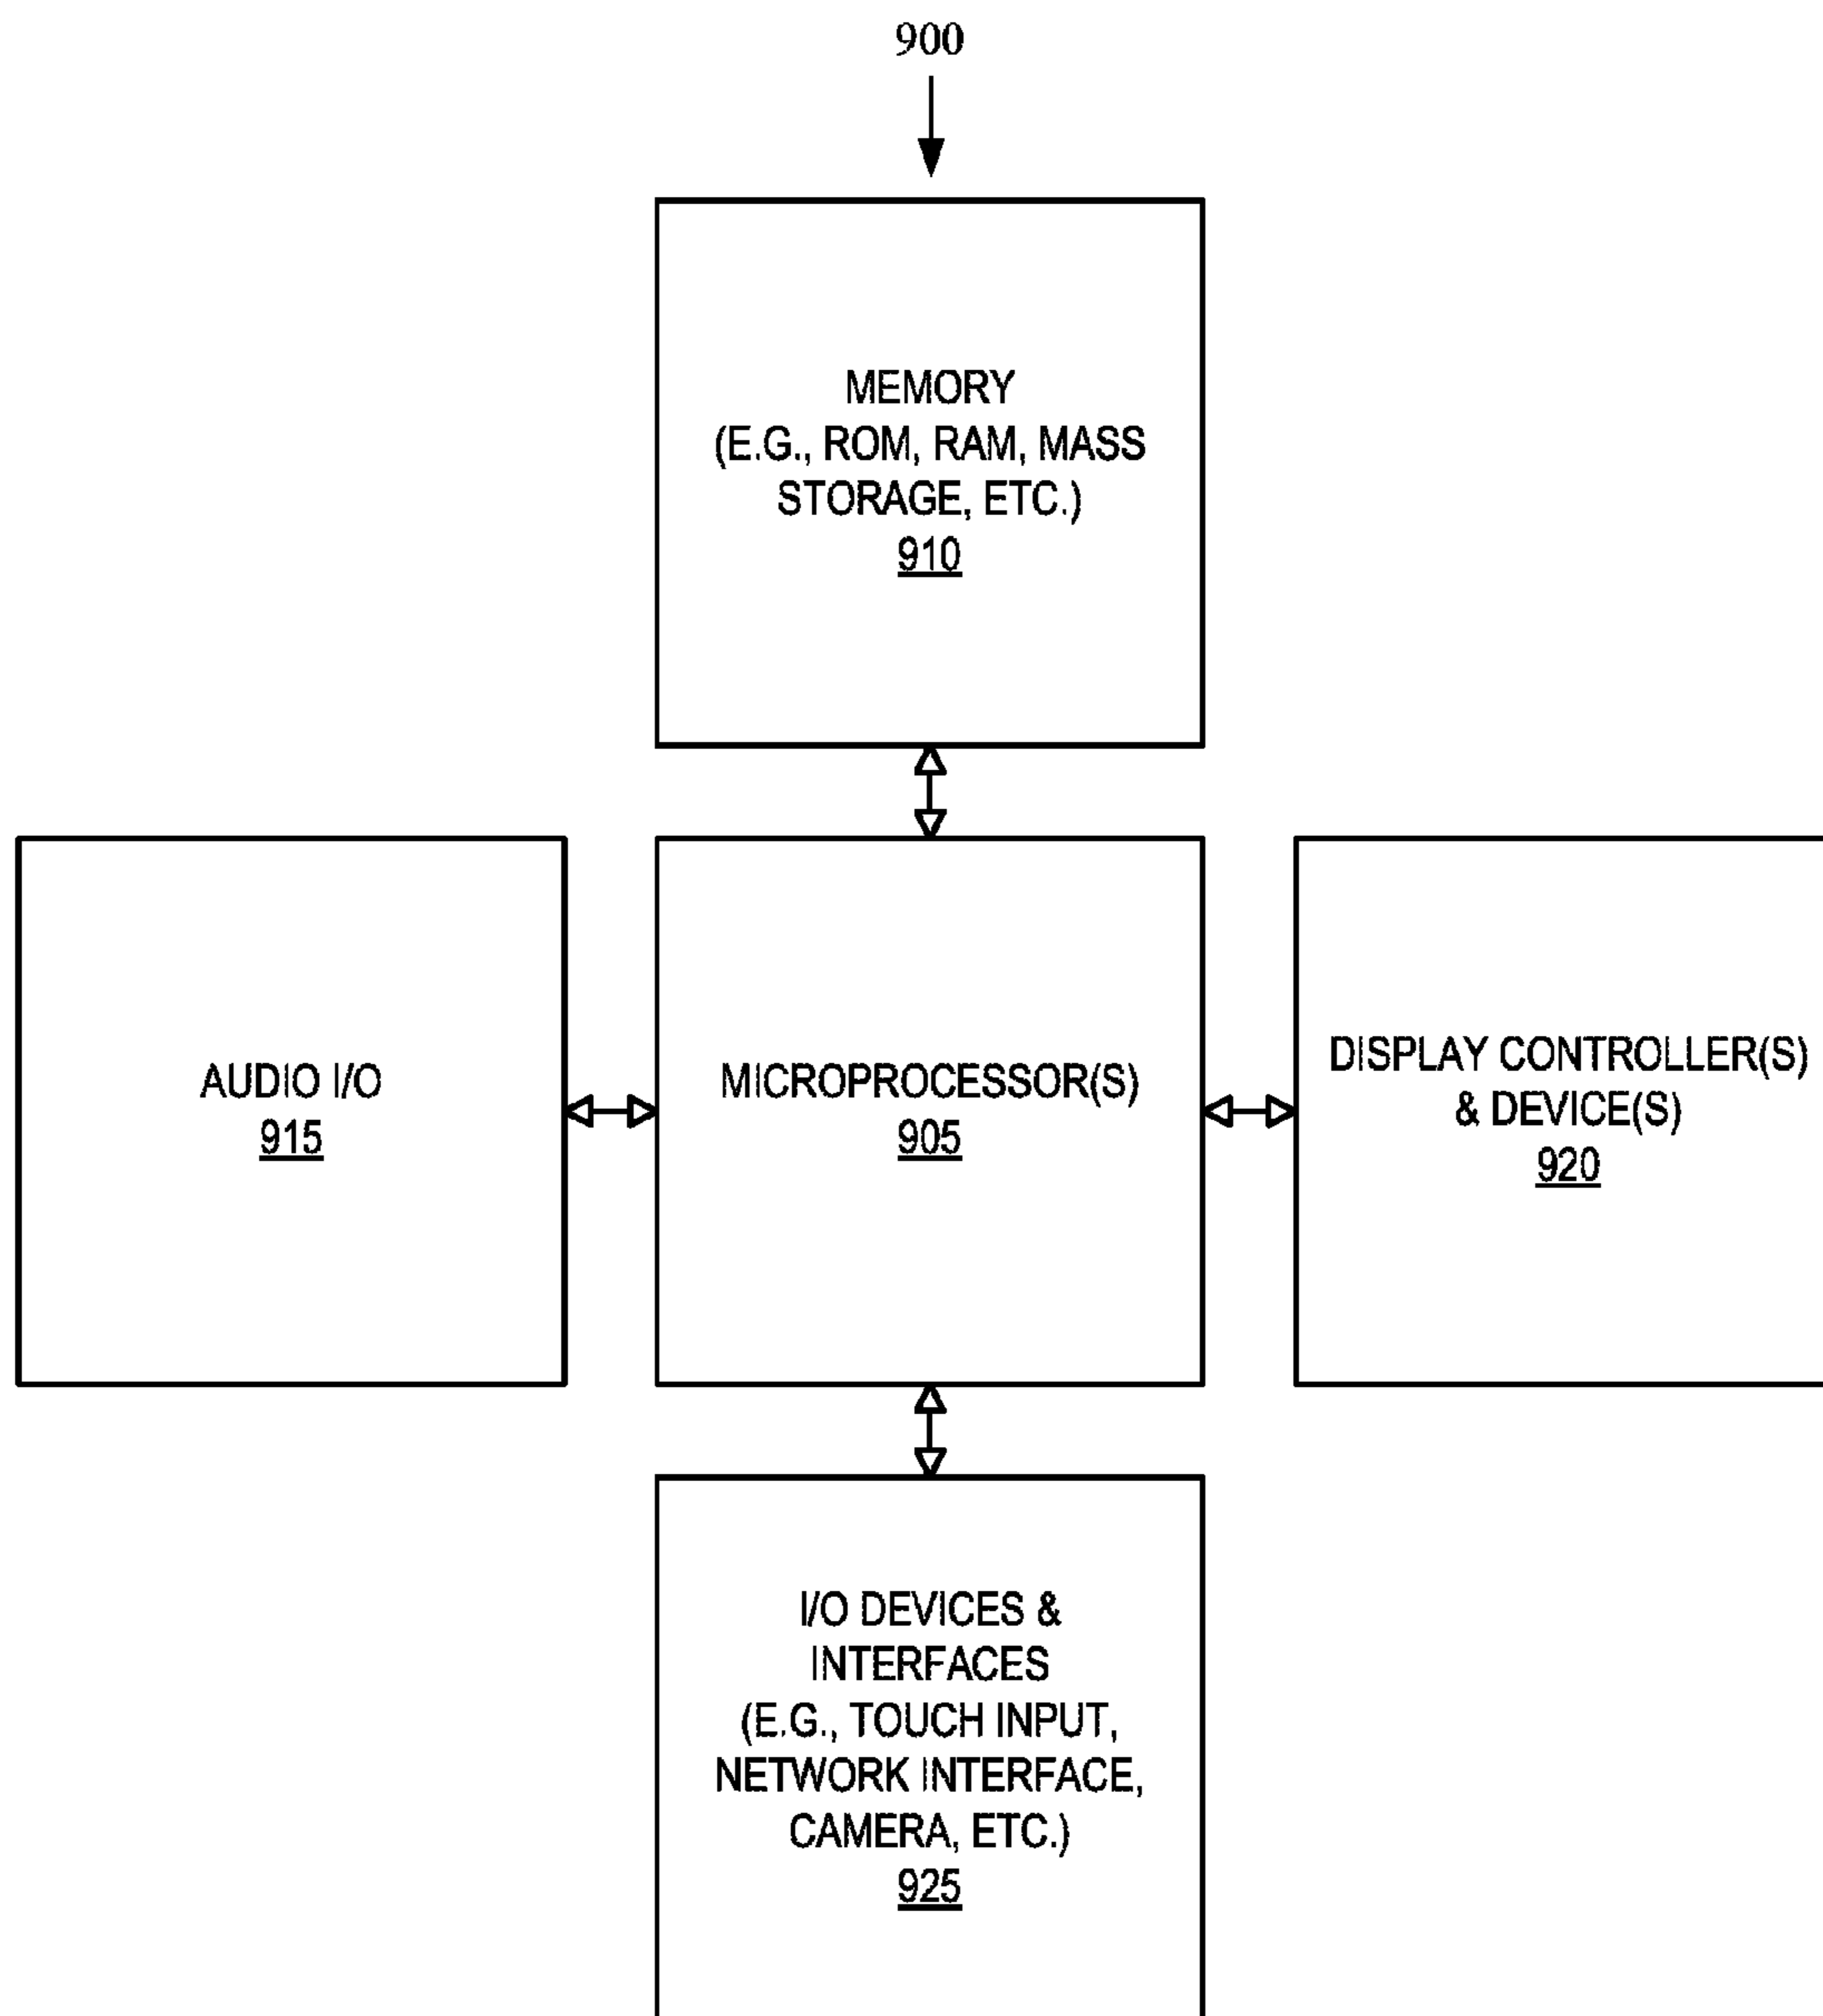 900
MEMORY
(E.G., ROM, RAM, MASS
STORAGE, ETC.)
910
AUDIO I/O
915
MICROPROCESSOR(S)
905
DISPLAY CONTROLLER(S)
& DEVICE(S)
920
I/O DEVICES &
INTERFACES
(E.G., TOUCH INPUT,
NETWORK INTERFACE,
CAMERA, ETC.)
925